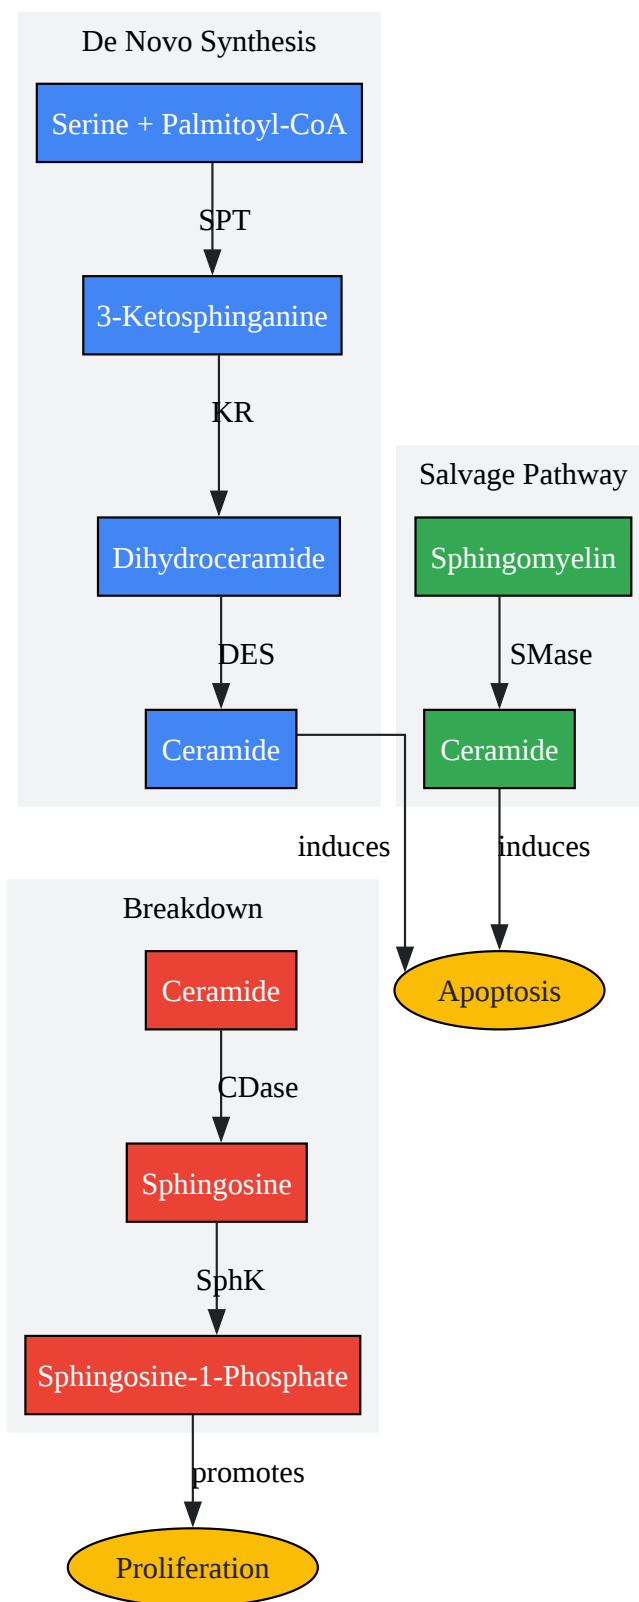 De Novo Synthesis
Serine + Palmitoyl-CoA
SPT
3-Ketosphinganine
KR
Dihydroceramide
DES
Ceramide
induces
Salvage Pathway
Sphingomyelin
SMase
Ceramide
induces
Apoptosis
Breakdown
Ceramide
CDase
Sphingosine
SphK
Sphingosine-1-Phosphate
promotes
Proliferation